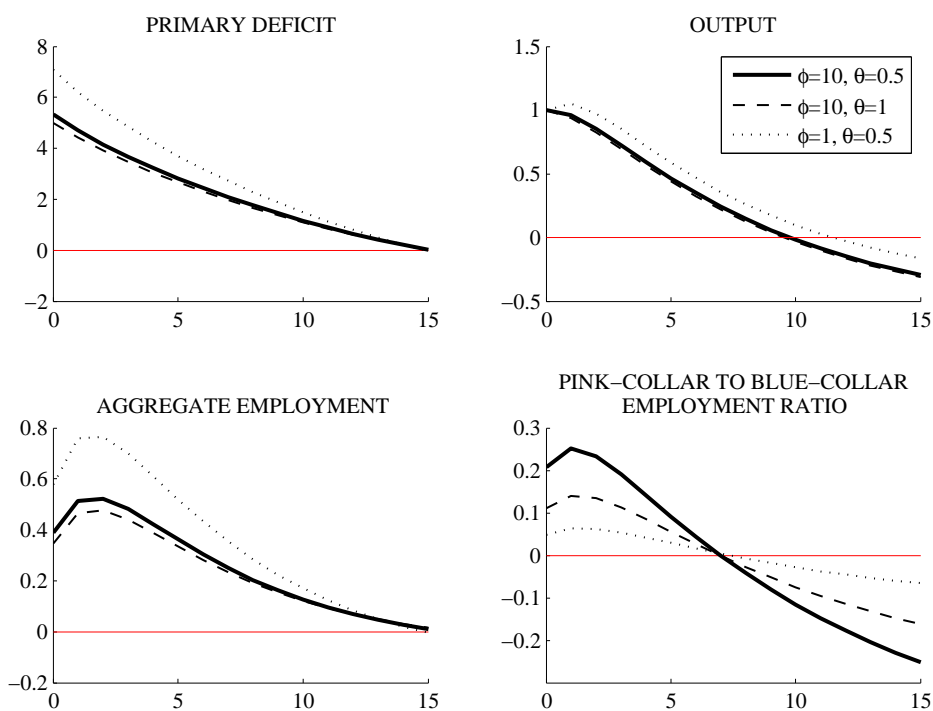 PRIMARY DEFICIT
8
6
4
2
0
−2
0 5 10 15
OUTPUT
1.5
1
0.5
0
−0.5
0 5 10 15
ϕ=10, θ=0.5
ϕ=10, θ=1
ϕ=1, θ=0.5
AGGREGATE EMPLOYMENT
0.8
0.6
0.4
0.2
0
−0.2
0 5 10 15
PINK−COLLAR TO BLUE−COLLAR
EMPLOYMENT RATIO
0.3
0.2
0.1
0
−0.1
−0.2
0 5 10 15